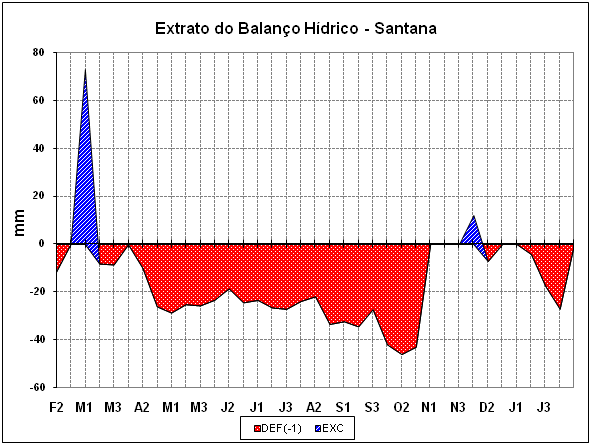 Extrato do Balanço Hídrico - Santana
mm
80
60
40
20
0
-20
-40
-60
F2 M1 M3 A2 M1 M3 J2 J1 J3 A2 S1 S3 O2 N1 N3 D2 J1 J3
DEF(-1) EXC